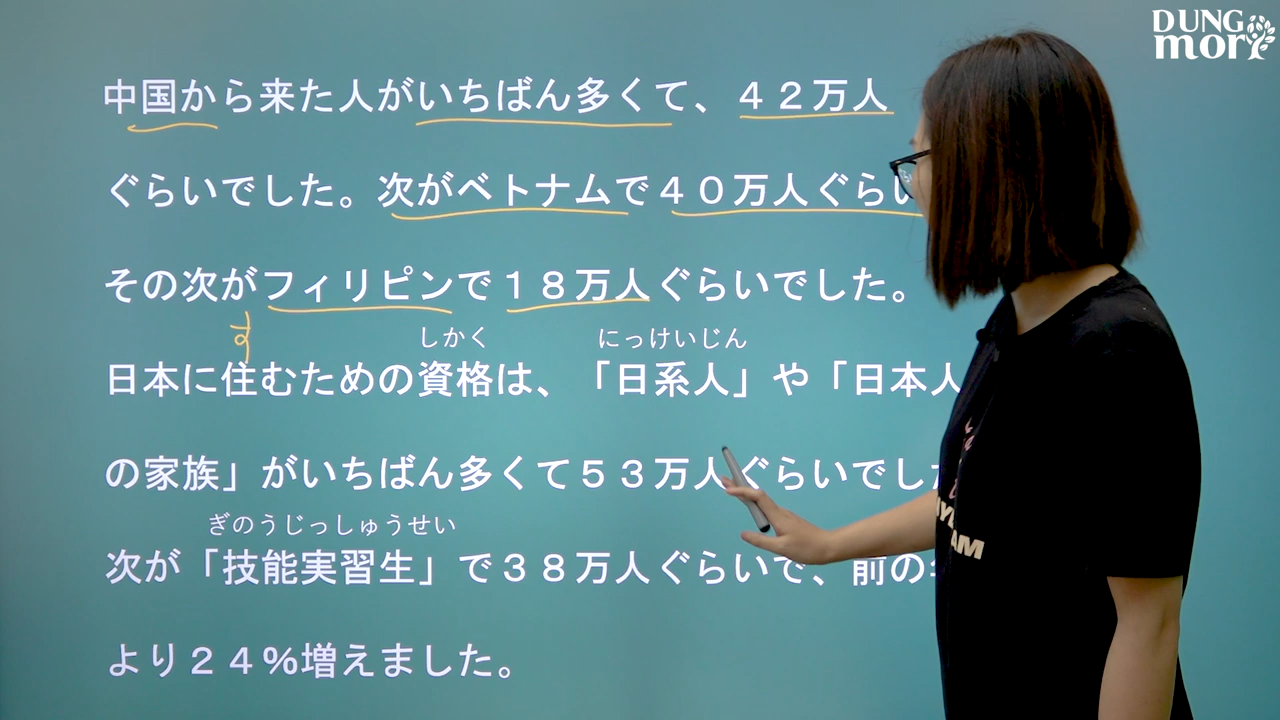 DUNG
mori
中国から来た人がいちばん多くて、４２万人
ぐらいでした。次がベトナムで４０万人ぐらい
その次がフィリピンで１８万人ぐらいでした。
す
しかく にっけいじん
日本に住むための資格は、「日系人」や「日本人
の家族」がいちばん多くて５３万人ぐらいでした
ぎのうじっしゅうせい
次が「技能実習生」で３８万人ぐらいで、前の
より２４％増えました。
AM